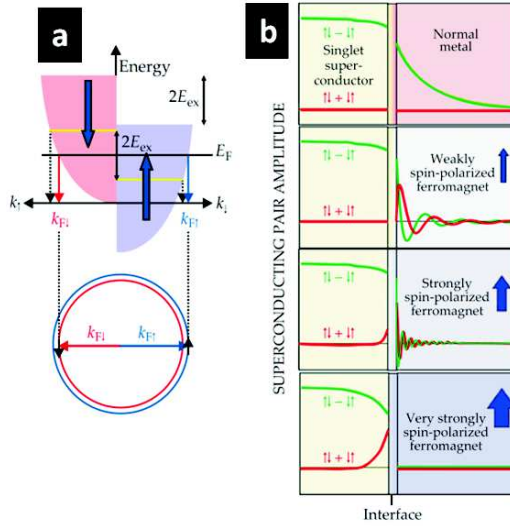 a
Energy
2E_ex
2E_ex
E_F
k↑
k↓
k_F↓
k_F↑
k_F↓
k_F↑
b
SUPERCONDUCTING PAIR AMPLITUDE
↑↓ − ↓↑
Singlet
super-
conductor
↑↓ + ↓↑
Normal
metal
↑↓ − ↓↑
↑↓ + ↓↑
Weakly
spin-polarized
ferromagnet
↑↓ − ↓↑
↑↓ + ↓↑
Strongly
spin-polarized
ferromagnet
↑↓ − ↓↑
↑↓ + ↓↑
Very strongly
spin-polarized
ferromagnet
Interface